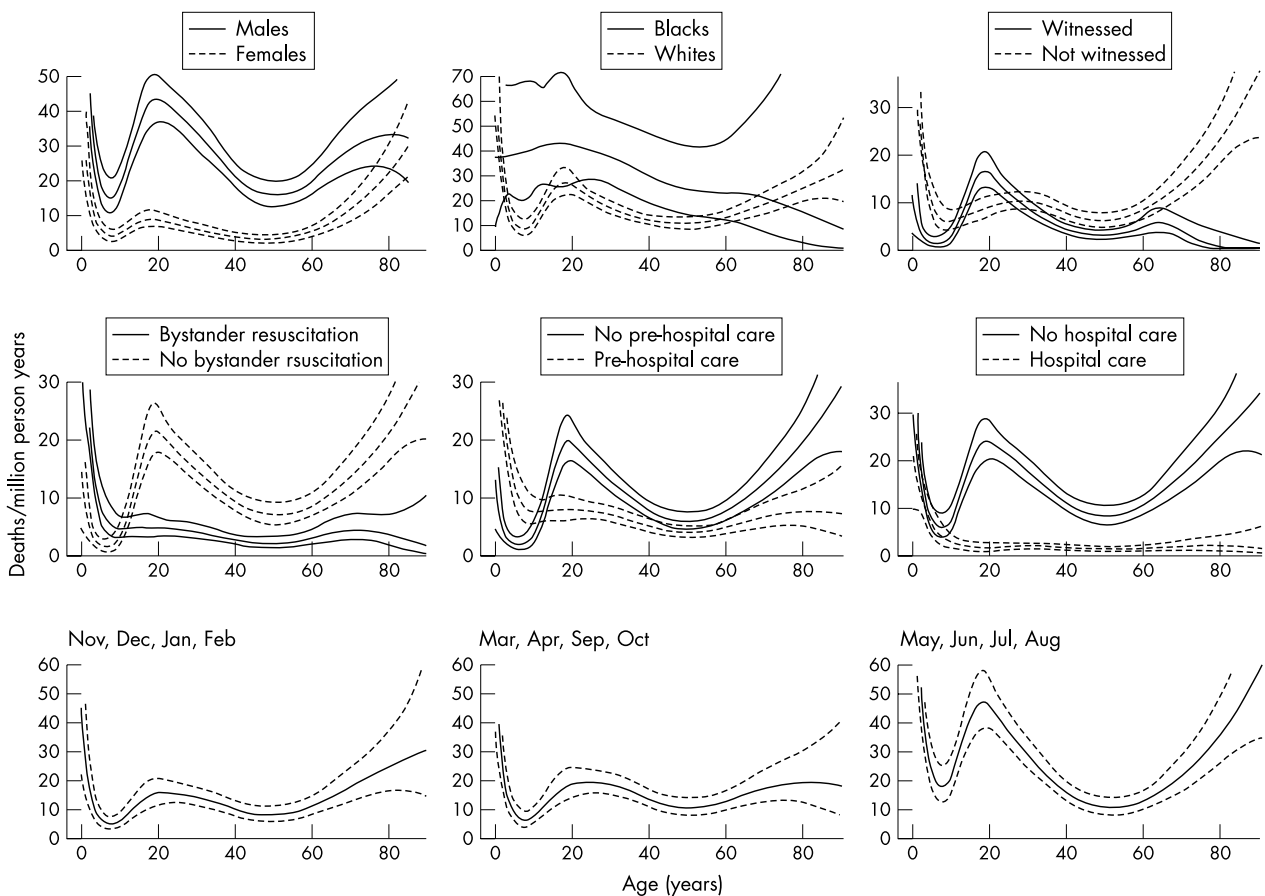 Males
Females
Blacks
Whites
Witnessed
Not witnessed
50
40
30
20
10
0
0 20 40 60 80
70
60
50
40
30
20
10
0
0 20 40 60 80
30
20
10
0
0 20 40 60 80
Bystander resuscitation
No bystander rsuscitation
No pre-hospital care
Pre-hospital care
No hospital care
Hospital care
Deaths/million person years
30
20
10
0
0 20 40 60 80
30
20
10
0
0 20 40 60 80
30
20
10
0
0 20 40 60 80
Nov, Dec, Jan, Feb
Mar, Apr, Sep, Oct
May, Jun, Jul, Aug
60
50
40
30
20
10
0
0 20 40 60 80
60
50
40
30
20
10
0
0 20 40 60 80
60
50
40
30
20
10
0
0 20 40 60 80
Age (years)